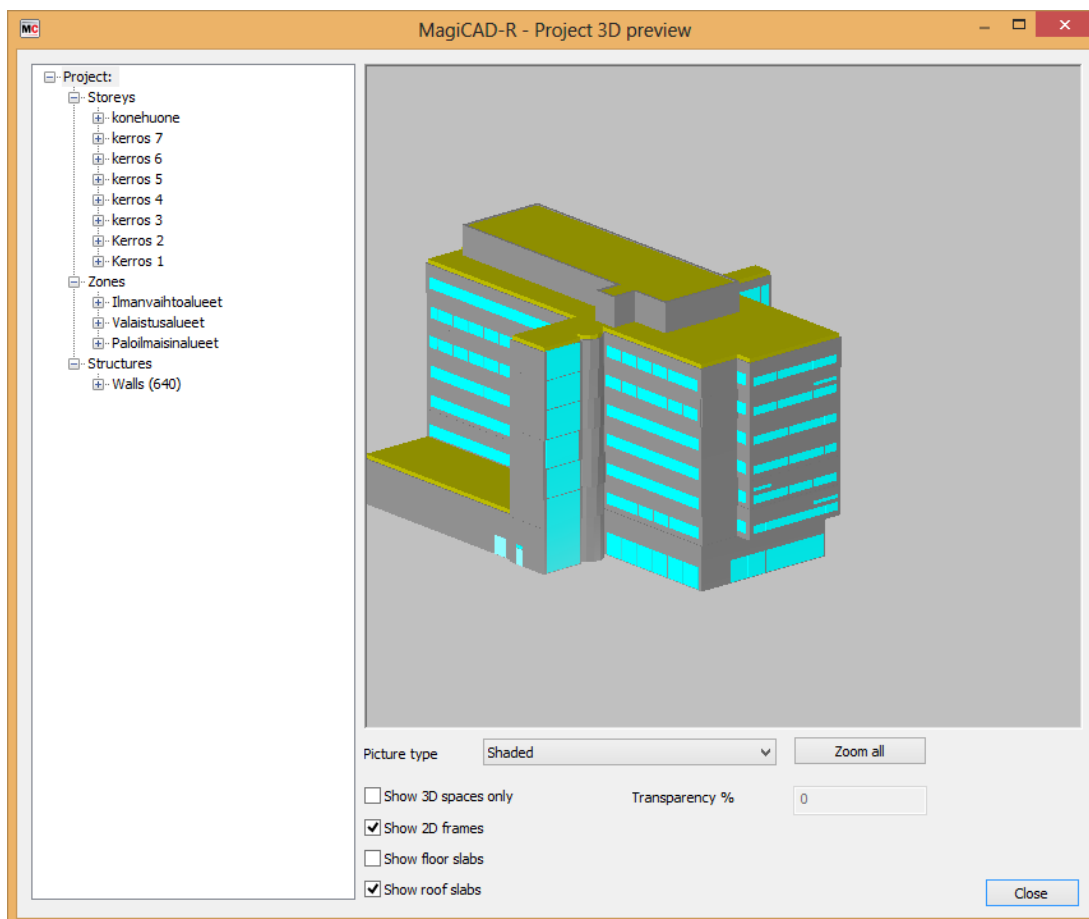 MC
MagiCAD-R - Project 3D preview
Project:
Storeys
konehuone
kerros 7
kerros 6
kerros 5
kerros 4
kerros 3
Kerros 2
Kerros 1
Zones
Ilmanvaihtoalueet
Valaistusalueet
Paloilmaisinalueet
Structures
Walls (640)
Picture type
Shaded
Zoom all
Show 3D spaces only
Transparency %
0
Show 2D frames
Show floor slabs
Show roof slabs
Close